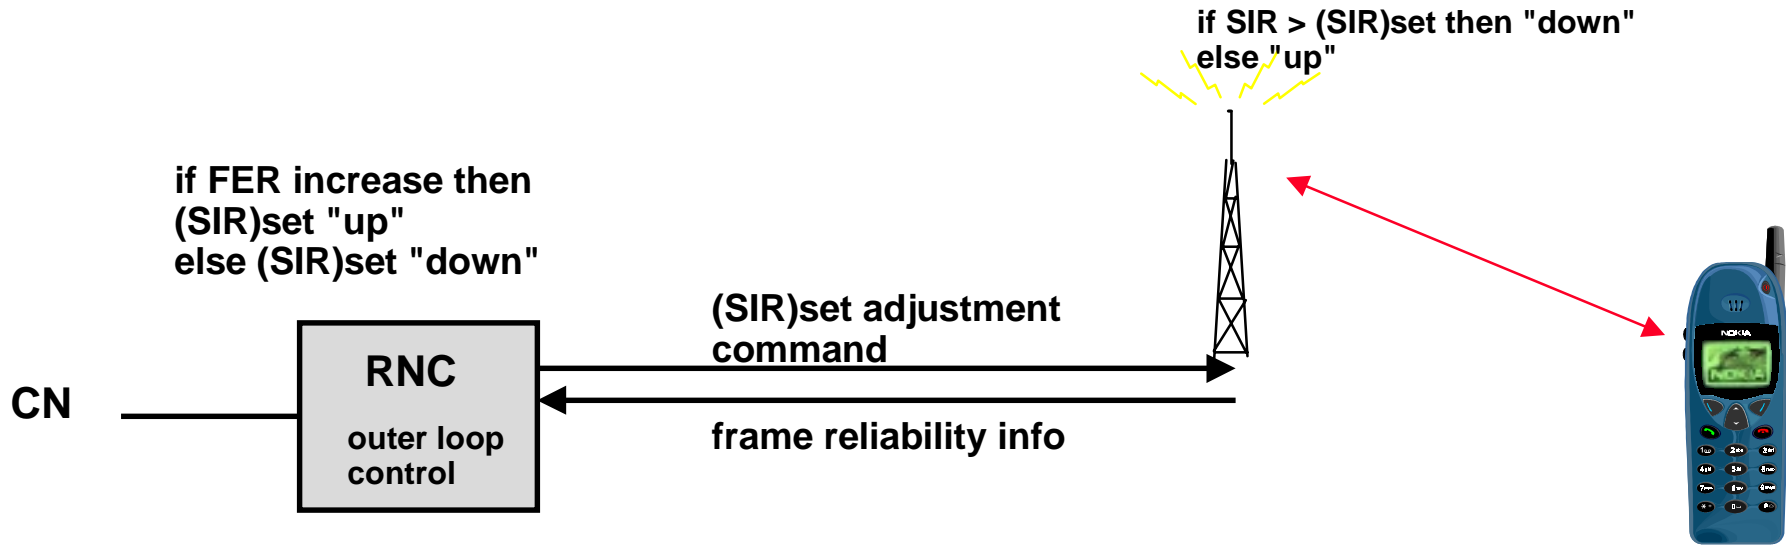 if SIR > (SIR)set then "down"
else "up"
if FER increase then
(SIR)set "up"
else (SIR)set "down"
(SIR)set adjustment
command
RNC
CN
outer loop
control
frame reliability info
NOKIA
NOKIA